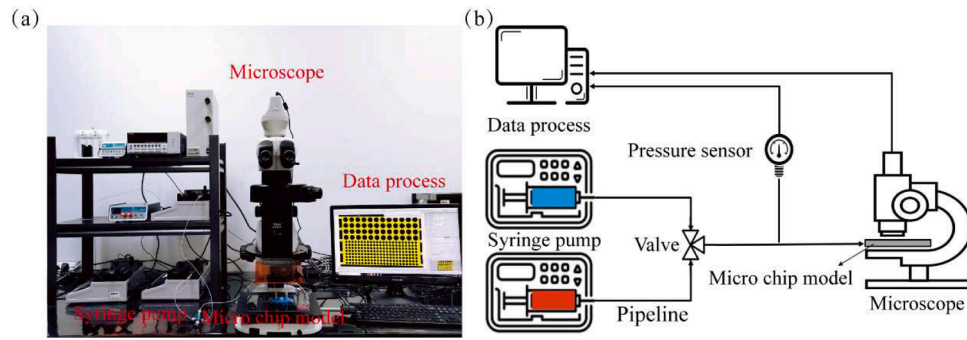 (a)
Microscope
Data process
Syringe pump
Micro chip model
(b)
Data process
Pressure sensor
Syringe pump
Valve
Micro chip model
Pipeline
Microscope